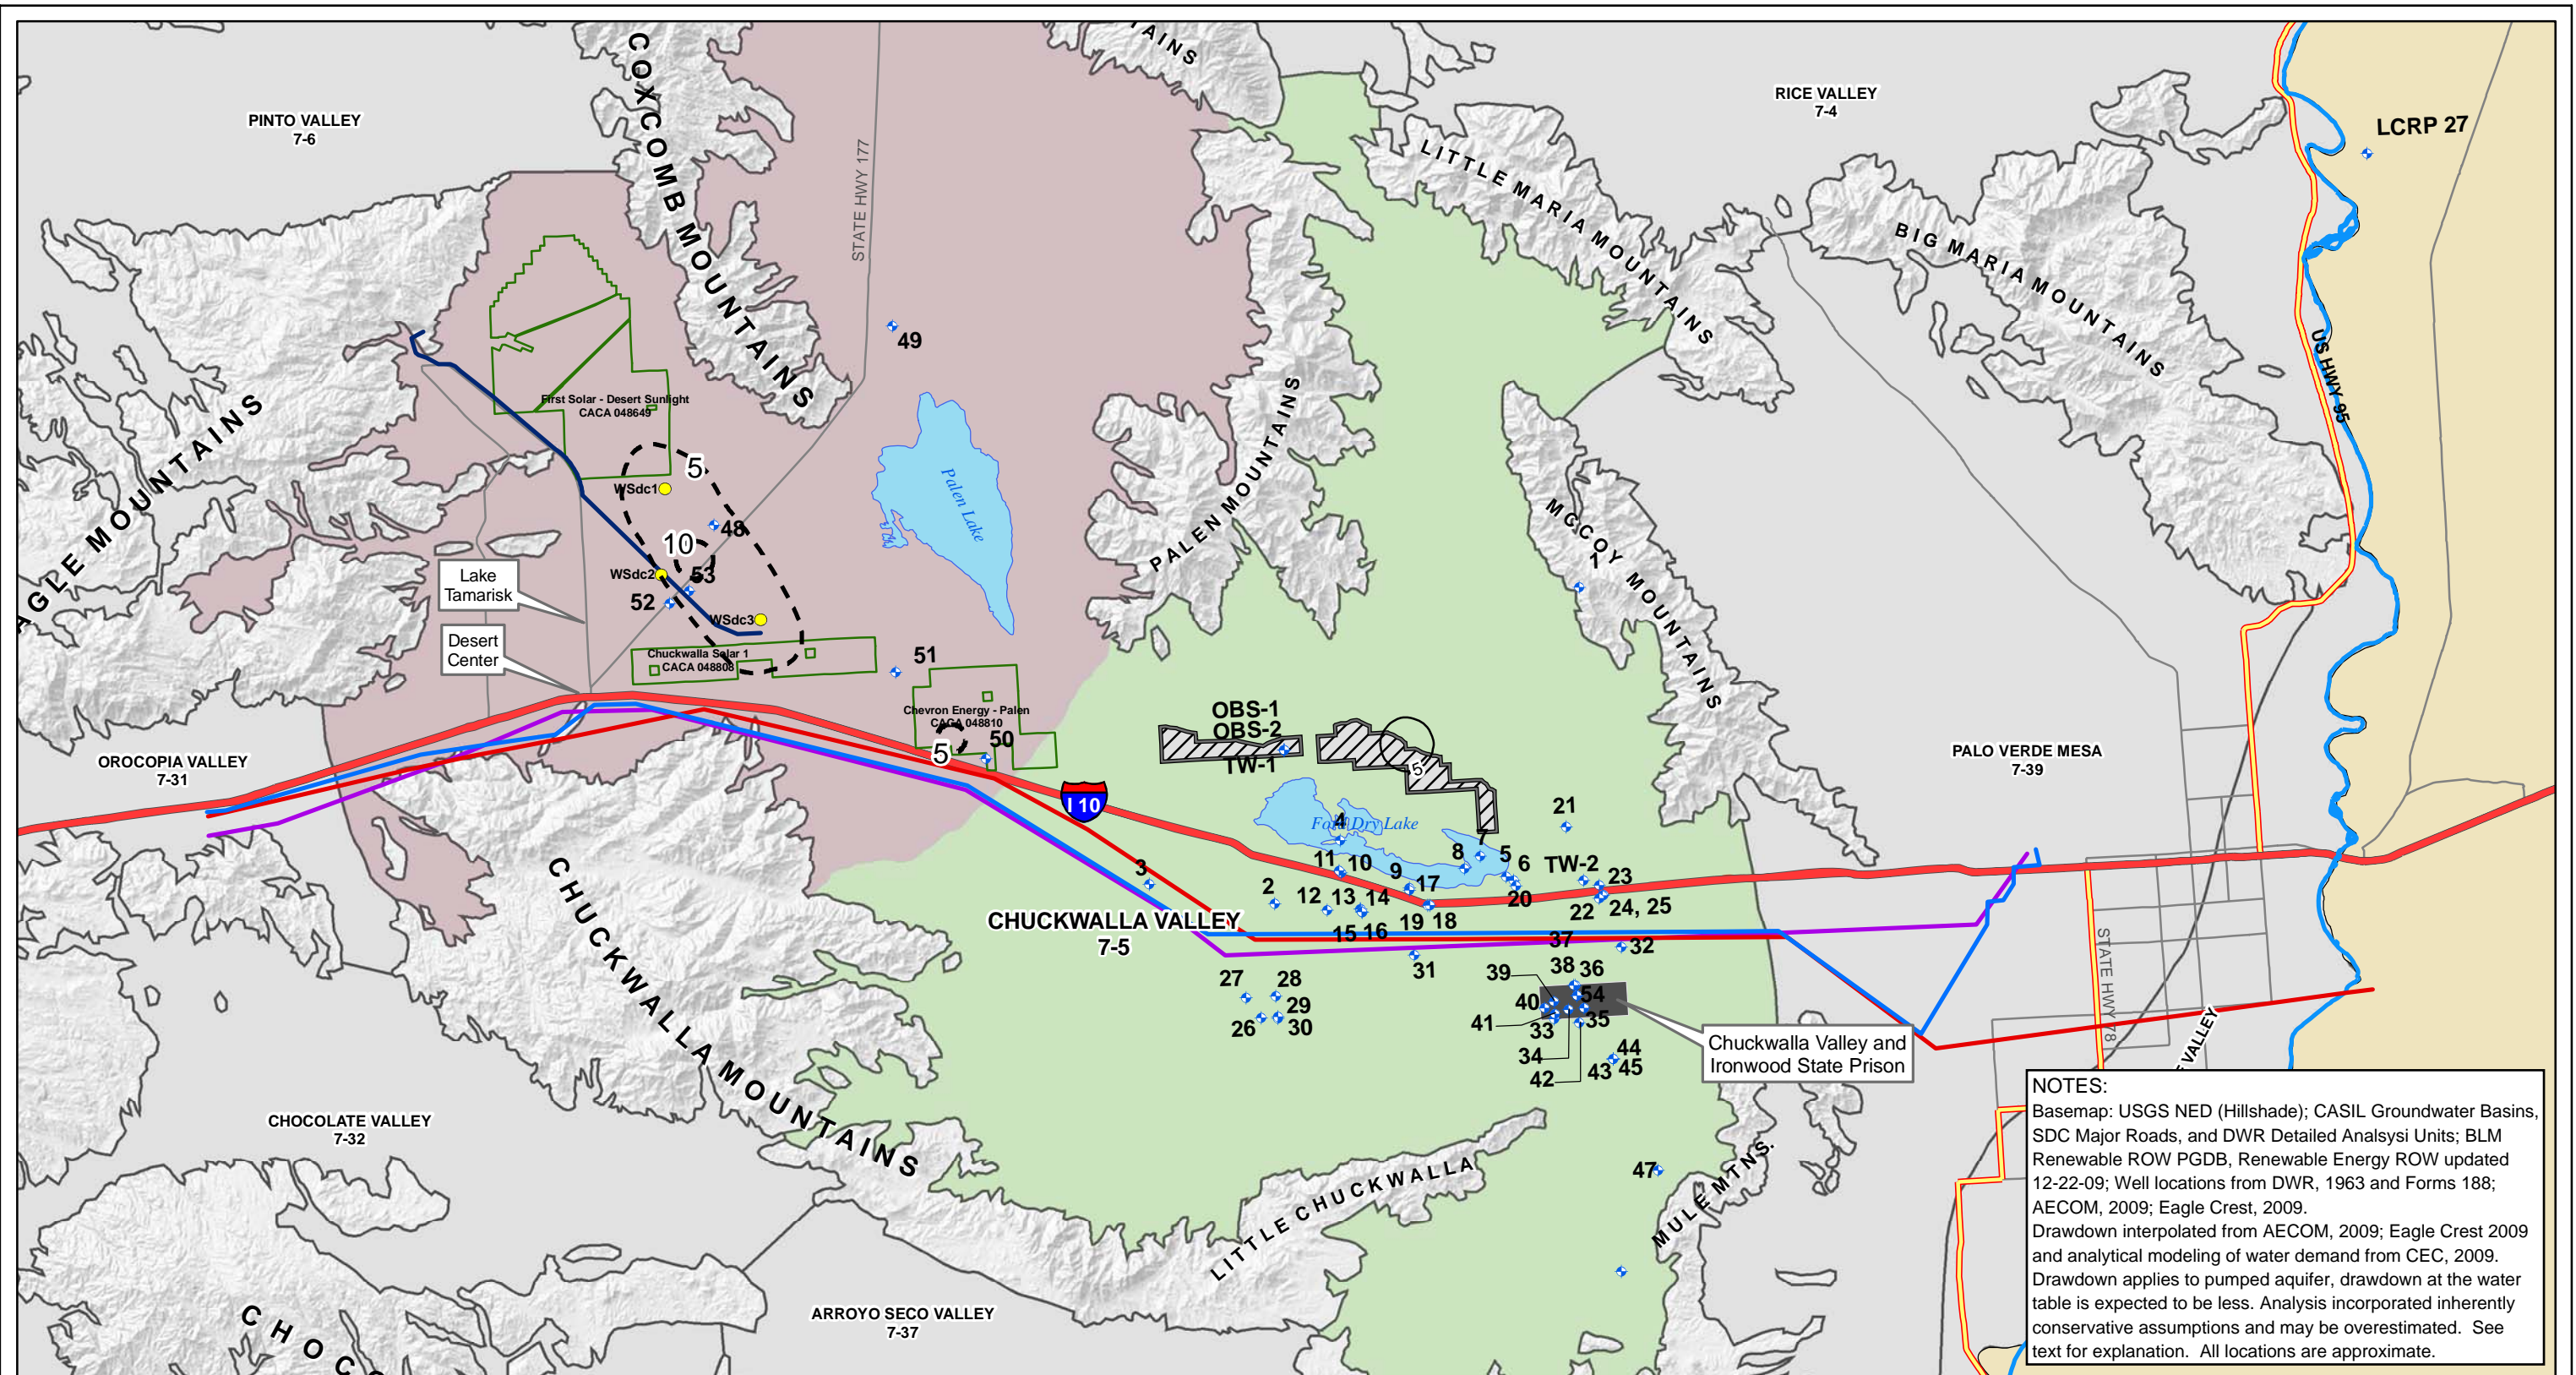 TAINS
COXCOMB MOUNTAINS
STATE HWY 177
PINTO VALLEY
7-6
RICE VALLEY
7-4
LCRP 27
LITTLE MARIA MOUNTAINS
BIG MARIA MOUNTAINS
US HWY 95
49
First Solar - Desert Sunlight
CACA 048649
EAGLE MOUNTAINS
PALEN MOUNTAINS
5
WSdc1
Palen Lake
48
10
MCCOY MOUNTAINS
1
WSdc2
53
Lake
Tamarisk
52
WSdc3
Desert
Center
Chuckwalla Solar 1
CACA 048808
51
Chevron Energy - Palen
CACA 048810
5
50
OBS-1
OBS-2
TW-1
5
OROCOPIA VALLEY
7-31
PALO VERDE MESA
7-39
I 10
21
4
Ford Dry Lake
7
8
5
6
TW-2
23
11
10
9
17
3
2
12
13
14
20
22
24, 25
15
16
19
18
CHUCKWALLA VALLEY
7-5
37
32
31
STATE HWY 78
CHUCKWALLA MOUNTAINS
27
28
29
26
30
39
38
36
54
40
41
33
35
34
42
44
43
45
Chuckwalla Valley and
Ironwood State Prison
VALLEY
CHOCOLATE VALLEY
7-32
LITTLE CHUCKWALLA
47
MULE MTNS.
ARROYO SECO VALLEY
7-37
CHOC
NOTES:
Basemap: USGS NED (Hillshade); CASIL Groundwater Basins,
SDC Major Roads, and DWR Detailed Analsysi Units; BLM
Renewable ROW PGDB, Renewable Energy ROW updated
12-22-09; Well locations from DWR, 1963 and Forms 188;
AECOM, 2009; Eagle Crest, 2009.
Drawdown interpolated from AECOM, 2009; Eagle Crest 2009
and analytical modeling of water demand from CEC, 2009.
Drawdown applies to pumped aquifer, drawdown at the water
table is expected to be less. Analysis incorporated inherently
conservative assumptions and may be overestimated.  See
text for explanation.  All locations are approximate.